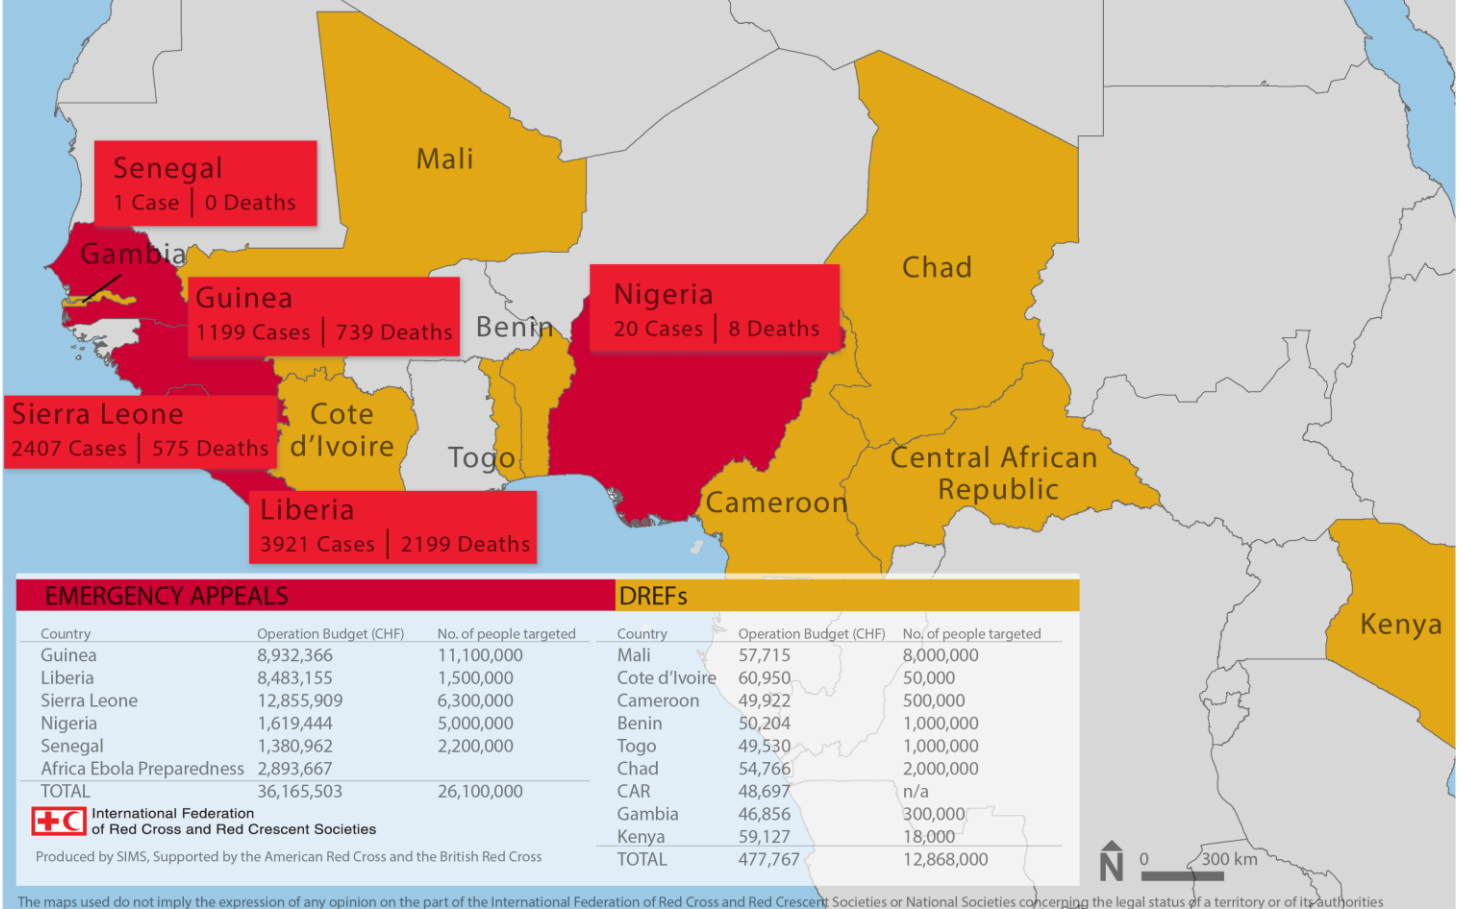 Mali
Senegal
1 Case | 0 Deaths
Gambia
Chad
Guinea
1199 Cases | 739 Deaths
Nigeria
20 Cases | 8 Deaths
Benin
Sierra Leone
2407 Cases | 575 Deaths
Cote
d'Ivoire
Togo
Central African
Republic
Cameroon
Liberia
3921 Cases | 2199 Deaths
Kenya
EMERGENCY APPEALS
Country Operation Budget (CHF) No. of people targeted
Guinea 8,932,366 11,100,000
Liberia 8,483,155 1,500,000
Sierra Leone 12,855,909 6,300,000
Nigeria 1,619,444 5,000,000
Senegal 1,380,962 2,200,000
Africa Ebola Preparedness 2,893,667
TOTAL 36,165,503 26,100,000
International Federation
of Red Cross and Red Crescent Societies
Produced by SIMS, Supported by the American Red Cross and the British Red Cross
DREFs
Country Operation Budget (CHF) No. of people targeted
Mali 57,715 8,000,000
Cote d'Ivoire 60,950 50,000
Cameroon 49,922 500,000
Benin 50,204 1,000,000
Togo 49,530 1,000,000
Chad 54,766 2,000,000
CAR 48,697 n/a
Gambia 46,856 300,000
Kenya 59,127 18,000
TOTAL 477,767 12,868,000
N 0 300 km
The maps used do not imply the expression of any opinion on the part of the International Federation of Red Cross and Red Crescent Societies or National Societies concerning the legal status of a territory or of its authorities